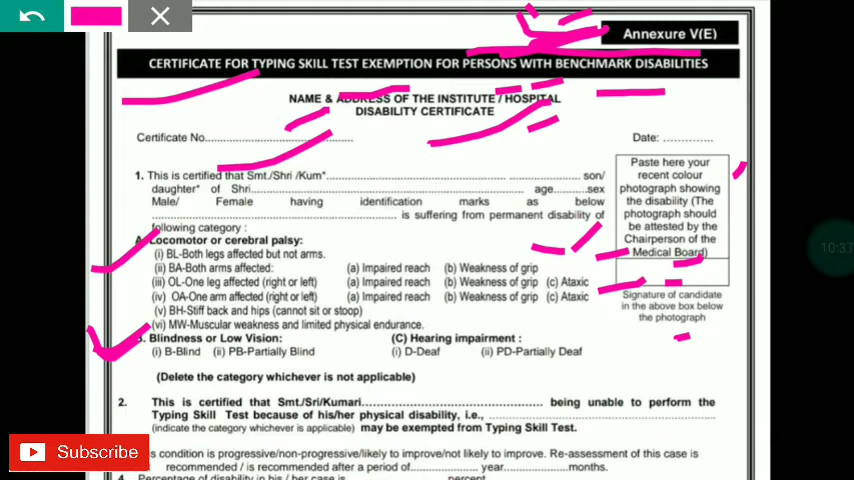 Annexure V(E)
CERTIFICATE FOR TYPING SKILL TEST EXEMPTION FOR PERSONS WITH BENCHMARK DISABILITIES
NAME & ADDRESS OF THE INSTITUTE / HOSPITAL
DISABILITY CERTIFICATE
Certificate No............................................. Date: ..............
1. This is certified that Smt./Shri /Kum*............................................................. ........................ son/
daughter* of Shri................................................................................ age........sex
Male/ Female having identification marks as below
......................................................................... is suffering from permanent disability of
following category :
A. Locomotor or cerebral palsy:
(i) BL-Both legs affected but not arms.
(ii) BA-Both arms affected: (a) Impaired reach (b) Weakness of grip
(iii) OL-One leg affected (right or left) (a) Impaired reach (b) Weakness of grip (c) Ataxic
(iv) OA-One arm affected (right or left) (a) Impaired reach (b) Weakness of grip (c) Ataxic
(v) BH-Stiff back and hips (cannot sit or stoop)
(vi) MW-Muscular weakness and limited physical endurance.
B. Blindness or Low Vision: (C) Hearing impairment :
(i) B-Blind (ii) PB-Partially Blind (i) D-Deaf (ii) PD-Partially Deaf
(Delete the category whichever is not applicable)
Paste here your
recent colour
photograph showing
the disability (The
photograph should
be attested by the
Chairperson of the
Medical Board)
Signature of candidate
in the above box below
the photograph
2. This is certified that Smt./Sri/Kumari.................................................... being unable to perform the
Typing Skill Test because of his/her physical disability, i.e., ....................................................................
(indicate the category whichever is applicable) may be exempted from Typing Skill Test.
s condition is progressive/non-progressive/likely to improve/not likely to improve. Re-assessment of this case is
recommended / is recommended after a period of.....................year....................months.
4. Percentage of disability in his / her case is .................... percent
Subscribe
10:37